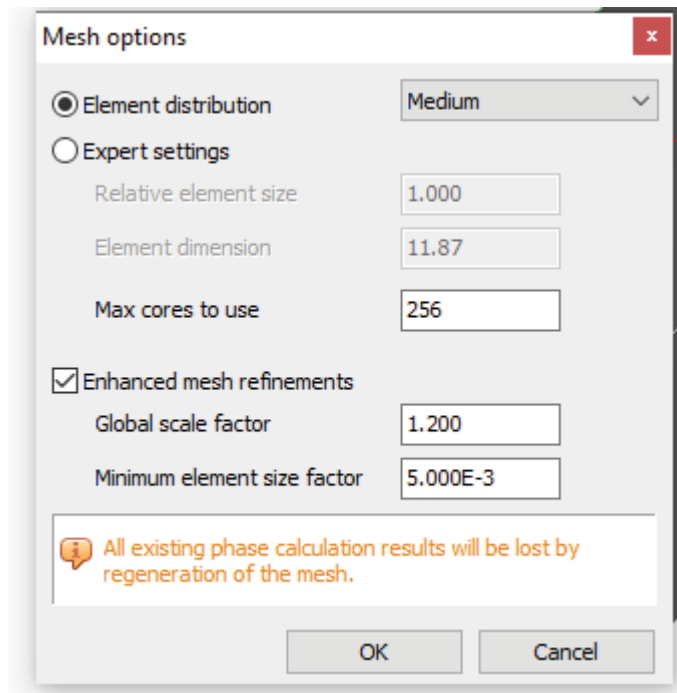 Mesh options
x
Element distribution
Medium
Expert settings
Relative element size
1.000
Element dimension
11.87
Max cores to use
256
Enhanced mesh refinements
Global scale factor
1.200
Minimum element size factor
5.000E-3
All existing phase calculation results will be lost by
regeneration of the mesh.
OK
Cancel